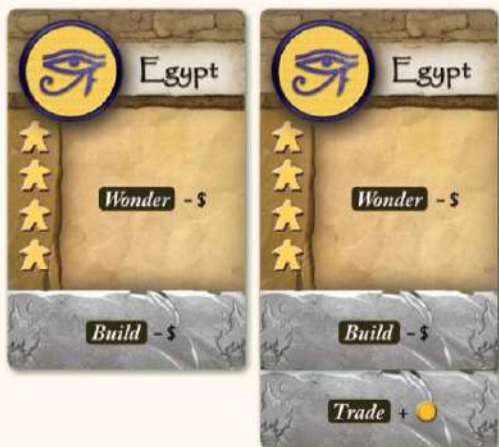 Egypt
Wonder - $
Build - $
Egypt
Wonder - $
Build - $
Trade +